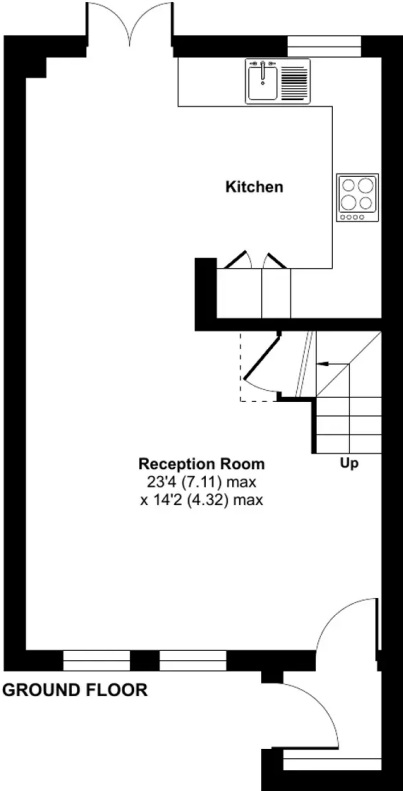 Kitchen
Reception Room
23'4 (7.11) max
x 14'2 (4.32) max
Up
GROUND FLOOR